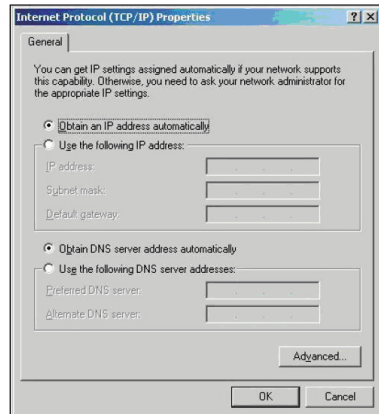 Internet Protocol (TCP/IP) Properties
General
You can get IP settings assigned automatically if your network supports
this capability. Otherwise, you need to ask your network administrator for
the appropriate IP settings.
Obtain an IP address automatically
Use the following IP address:
IP address:
Subnet mask:
Default gateway:
Obtain DNS server address automatically
Use the following DNS server addresses:
Preferred DNS server:
Alternate DNS server:
Advanced...
OK Cancel